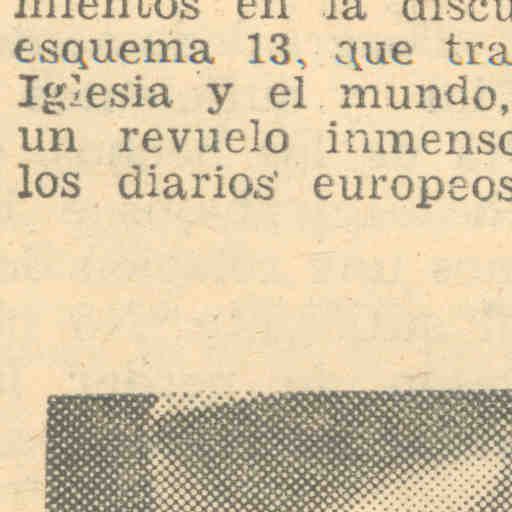 mientos en la discu
esquema 13, que tra
Iglesia y el mundo,
un revuelo inmenso
los diarios europeos